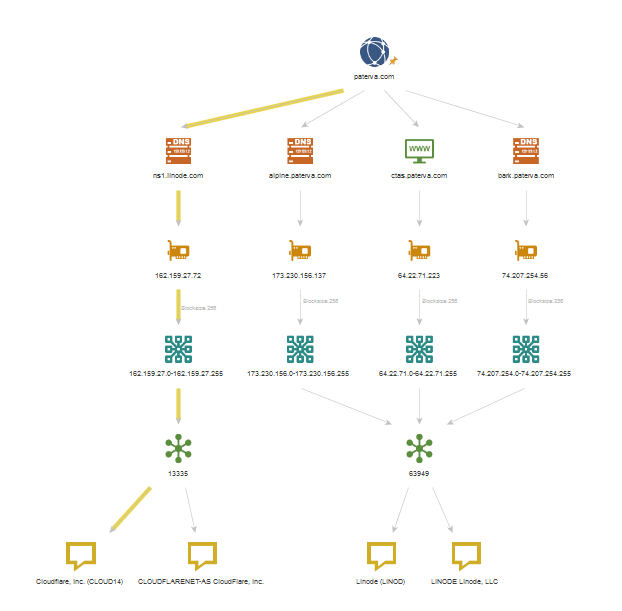 paterva.com
DNS
DNS
WWW
DNS
ns1.linode.com
alpine.paterva.com
ctas.paterva.com
bark.paterva.com
162.159.27.72
173.230.156.137
64.22.71.223
74.207.254.56
Blocksize: 256
Blocksize: 256
Blocksize: 256
Blocksize: 256
162.159.27.0-162.159.27.255
173.230.156.0-173.230.156.255
64.22.71.0-64.22.71.255
74.207.254.0-74.207.254.255
13335
63949
Cloudflare, Inc. (CLOUD14)
CLOUDFLARENET-AS CloudFlare, Inc.
Linode (LINOD)
LINODE Linode, LLC